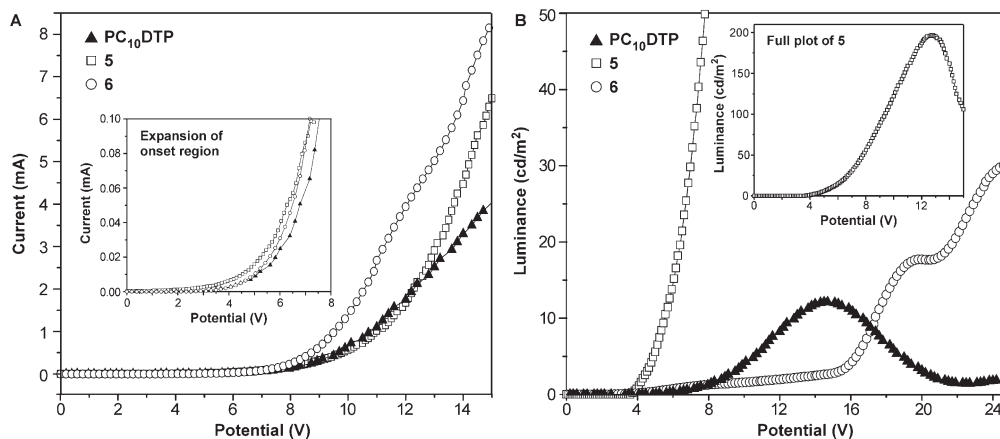 A
PC10DTP
5
6
Expansion of
onset region
Current (mA)
0.10
0.08
0.06
0.04
0.02
0.00
0 2 4 6 8
Potential (V)
Current (mA)
8
7
6
5
4
3
2
1
0
0 2 4 6 8 10 12 14
Potential (V)
B
PC10DTP
5
6
Full plot of 5
Luminance (cd/m2)
200
150
100
50
0
0 4 8 12
Potential (V)
Luminance (cd/m2)
50
40
30
20
10
0
0 4 8 12 16 20 24
Potential (V)